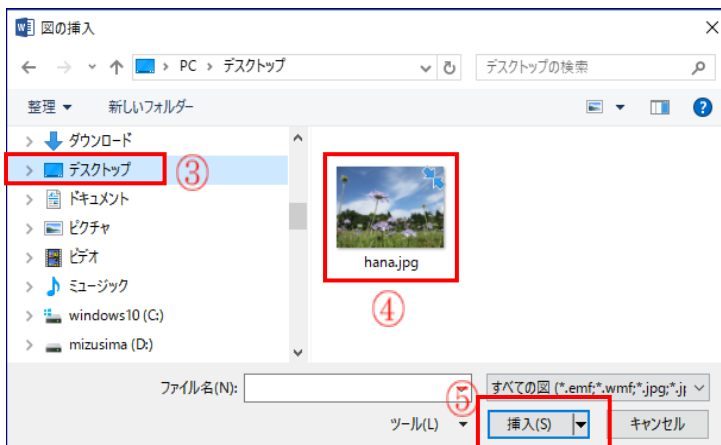 図の挿入
PC › デスクトップ
デスクトップの検索
整理
新しいフォルダー
ダウンロード
デスクトップ
③
ドキュメント
ピクチャ
ビデオ
ミュージック
windows10 (C:)
mizusima (D:)
hana.jpg
④
ファイル名(N):
⑤
すべての図 (*.emf;*.wmf;*.jpg;*.j
ツール(L)
挿入(S)
キャンセル